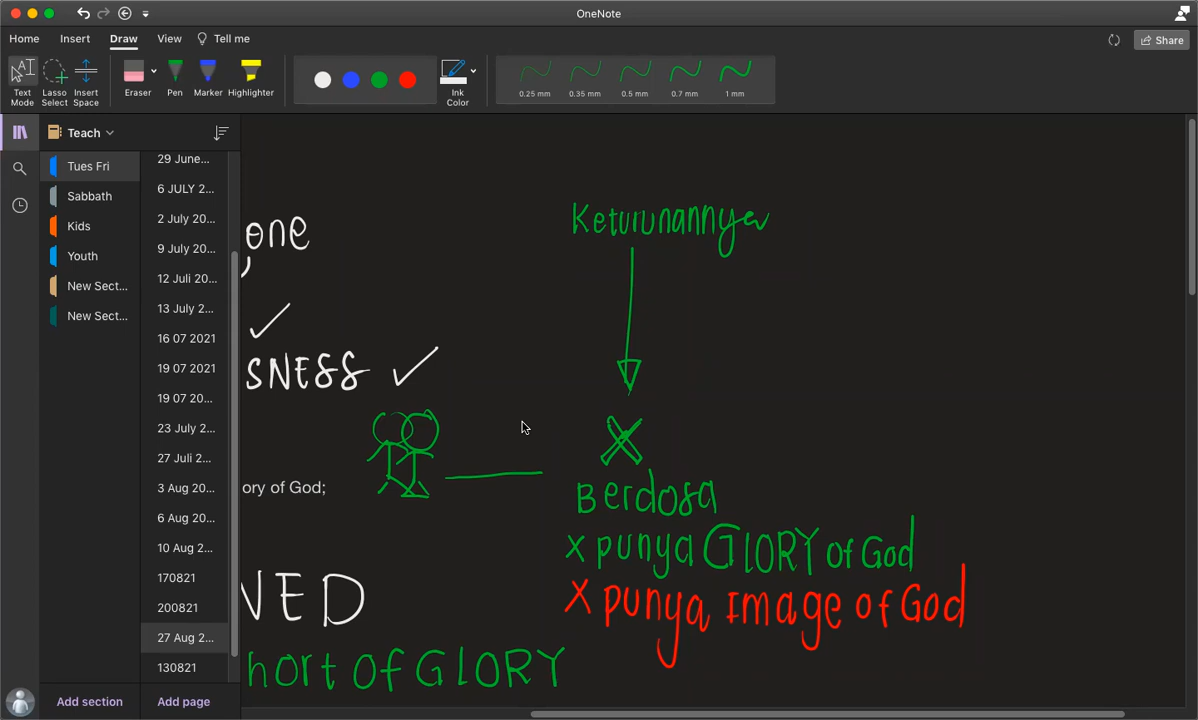 OneNote
Home Insert Draw View Tell me
Share
Text Mode
Lasso Select
Insert Space
Eraser
Pen
Marker
Highlighter
Ink Color
0.25 mm 0.35 mm 0.5 mm 0.7 mm 1 mm
Teach
Tues Fri
Sabbath
Kids
Youth
New Sect...
New Sect...
29 June...
6 JULY 2...
2 July 20...
9 July 20...
12 Juli 20...
13 July 2...
16 07 2021
19 07 2021
19 07 20...
23 July 2...
27 Juli 2...
3 Aug 20...
6 Aug 20...
10 Aug 2...
170821
200821
27 Aug 2...
130821
Add section
Add page
one
SNESS
ory of God;
NED
hort of GLORY
Keturunannya
X
Berdosa
x punya GLORY of God
X punya Image of God